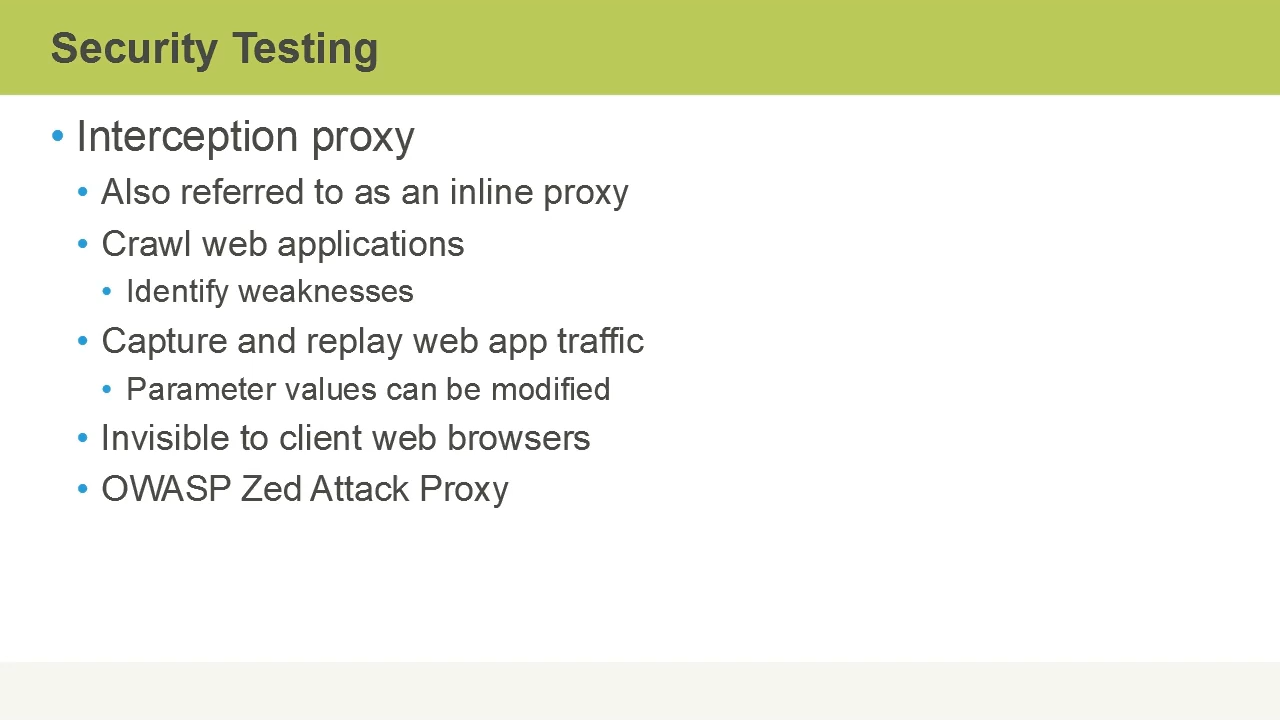 Security Testing
• Interception proxy
• Also referred to as an inline proxy
• Crawl web applications
• Identify weaknesses
• Capture and replay web app traffic
• Parameter values can be modified
• Invisible to client web browsers
• OWASP Zed Attack Proxy